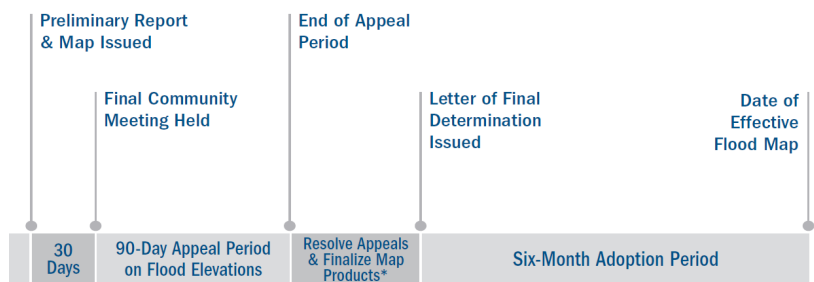 Preliminary Report
& Map Issued
End of Appeal
Period
Final Community
Meeting Held
Letter of Final
Determination
Issued
Date of
Effective
Flood Map
30
Days
90-Day Appeal Period
on Flood Elevations
Resolve Appeals
& Finalize Map
Products*
Six-Month Adoption Period